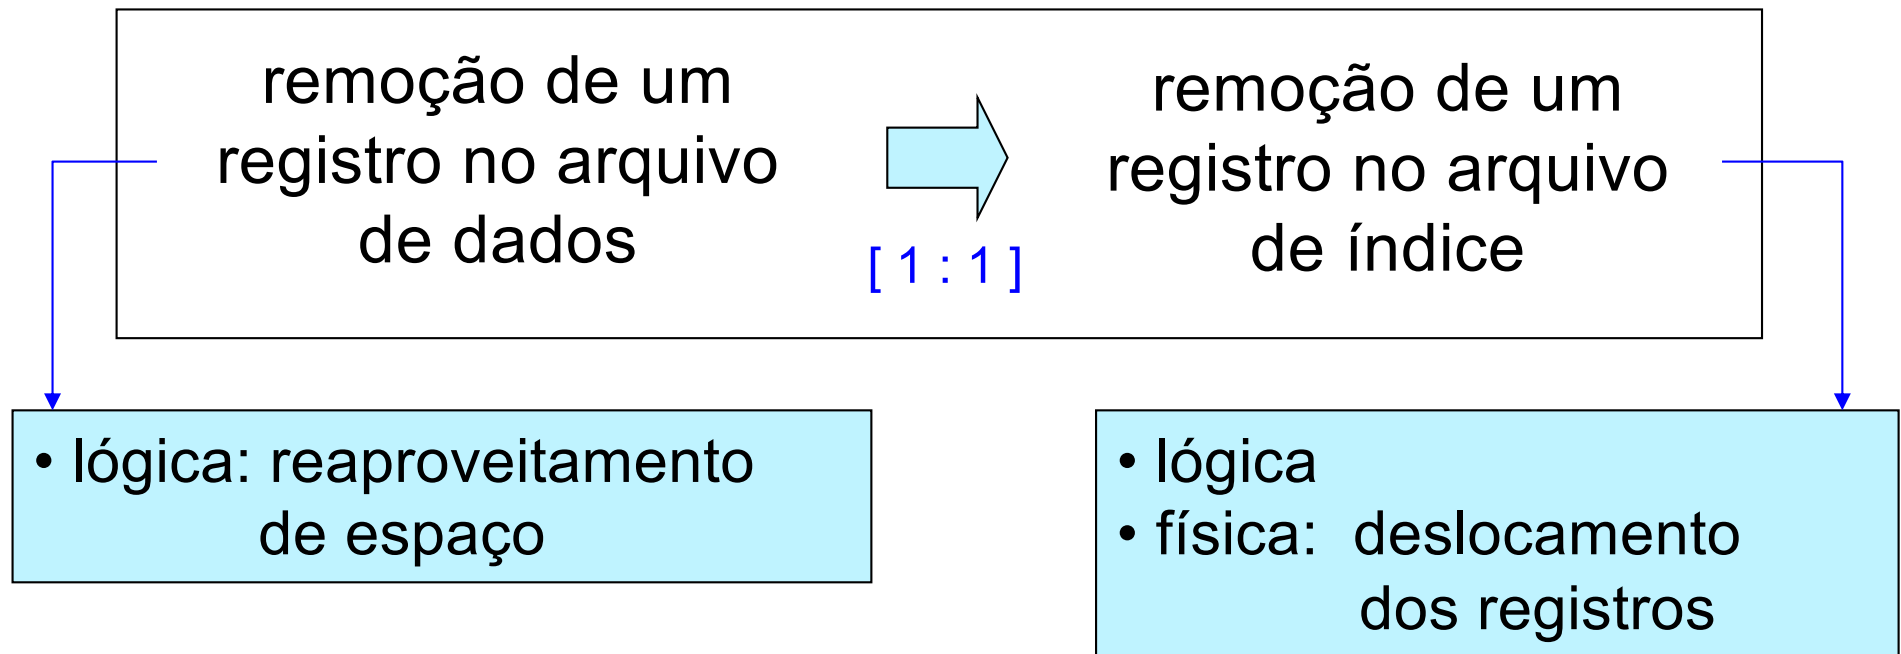 remoção de um
registro no arquivo
de dados
[ 1 : 1 ]
remoção de um
registro no arquivo
de índice
• lógica: reaproveitamento
de espaço
• lógica
• física: deslocamento
dos registros